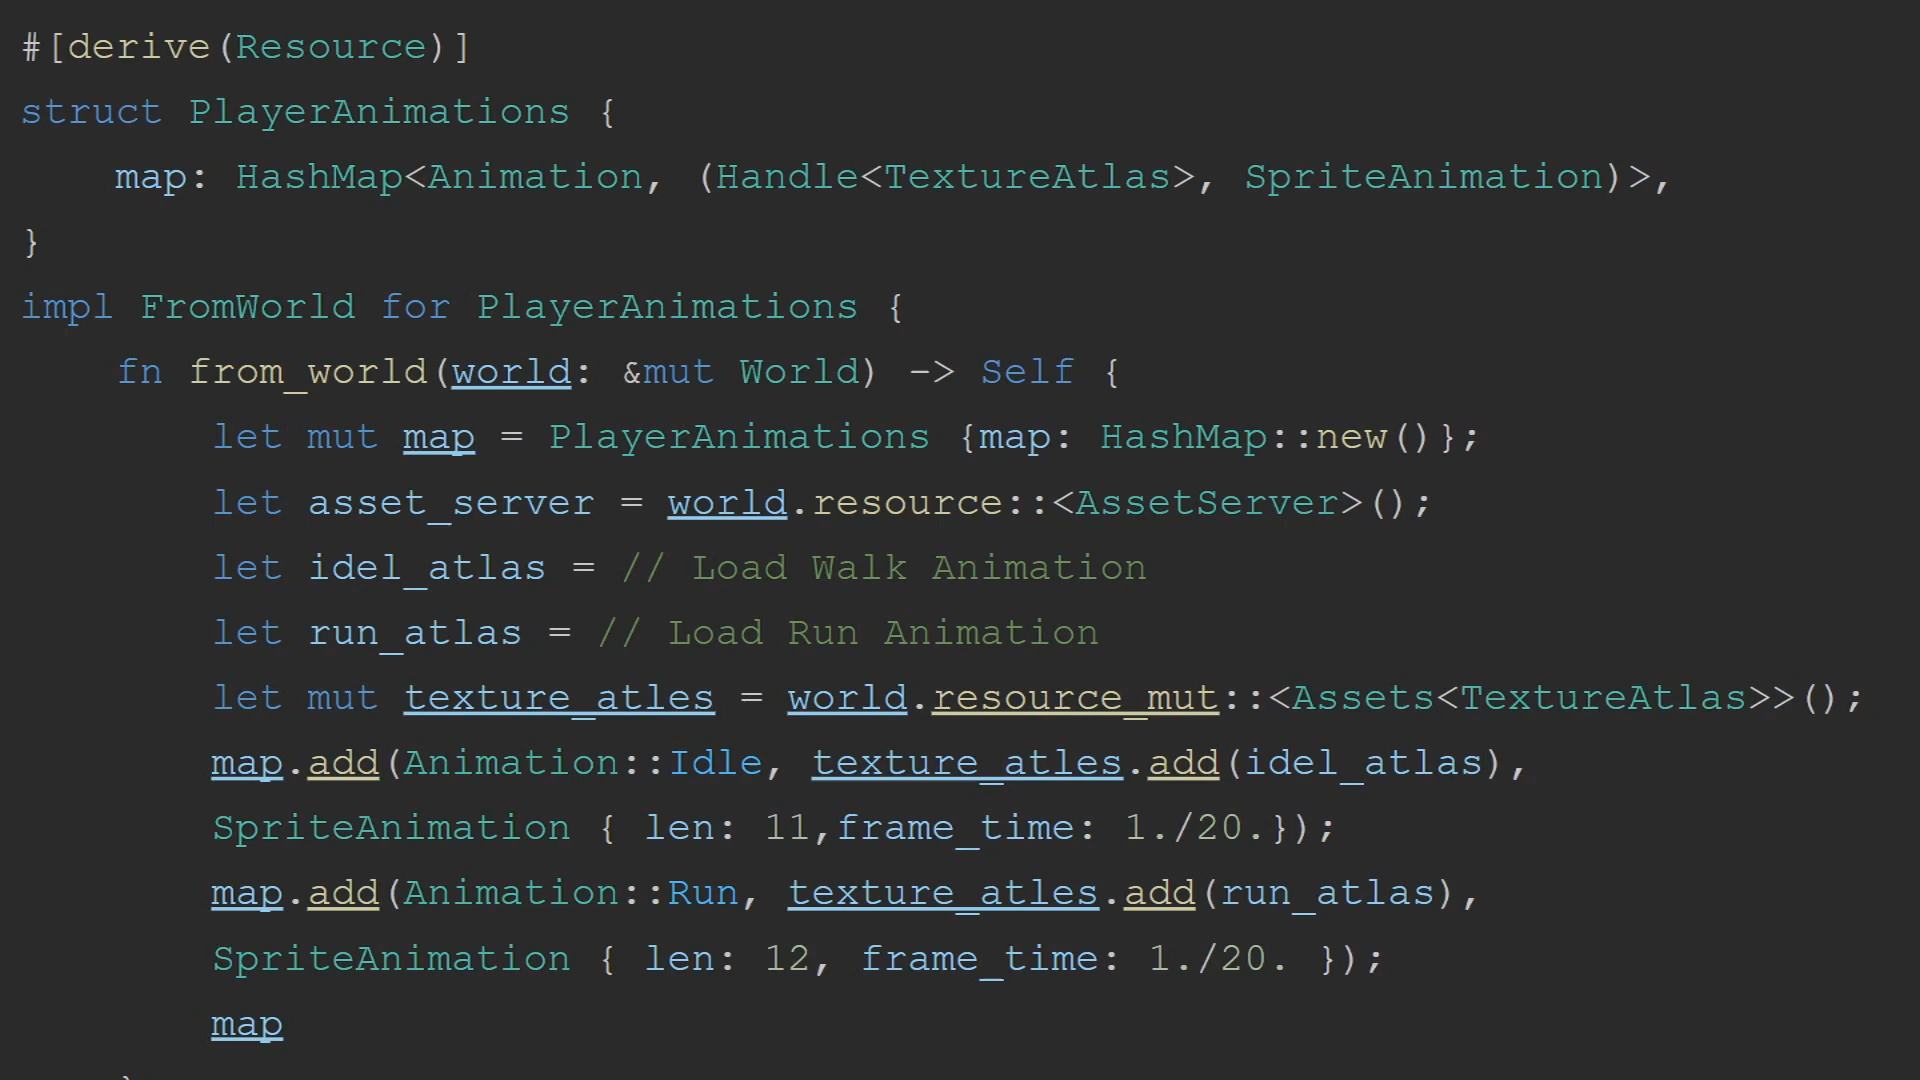 #[derive(Resource)]
struct PlayerAnimations {
    map: HashMap<Animation, (Handle<TextureAtlas>, SpriteAnimation)>,
}
impl FromWorld for PlayerAnimations {
    fn from_world(world: &mut World) -> Self {
        let mut map = PlayerAnimations {map: HashMap::new()};
        let asset_server = world.resource::<AssetServer>();
        let idel_atlas = // Load Walk Animation
        let run_atlas = // Load Run Animation
        let mut texture_atles = world.resource_mut::<Assets<TextureAtlas>>();
        map.add(Animation::Idle, texture_atles.add(idel_atlas),
        SpriteAnimation { len: 11,frame_time: 1./20.});
        map.add(Animation::Run, texture_atles.add(run_atlas),
        SpriteAnimation { len: 12, frame_time: 1./20. });
        map